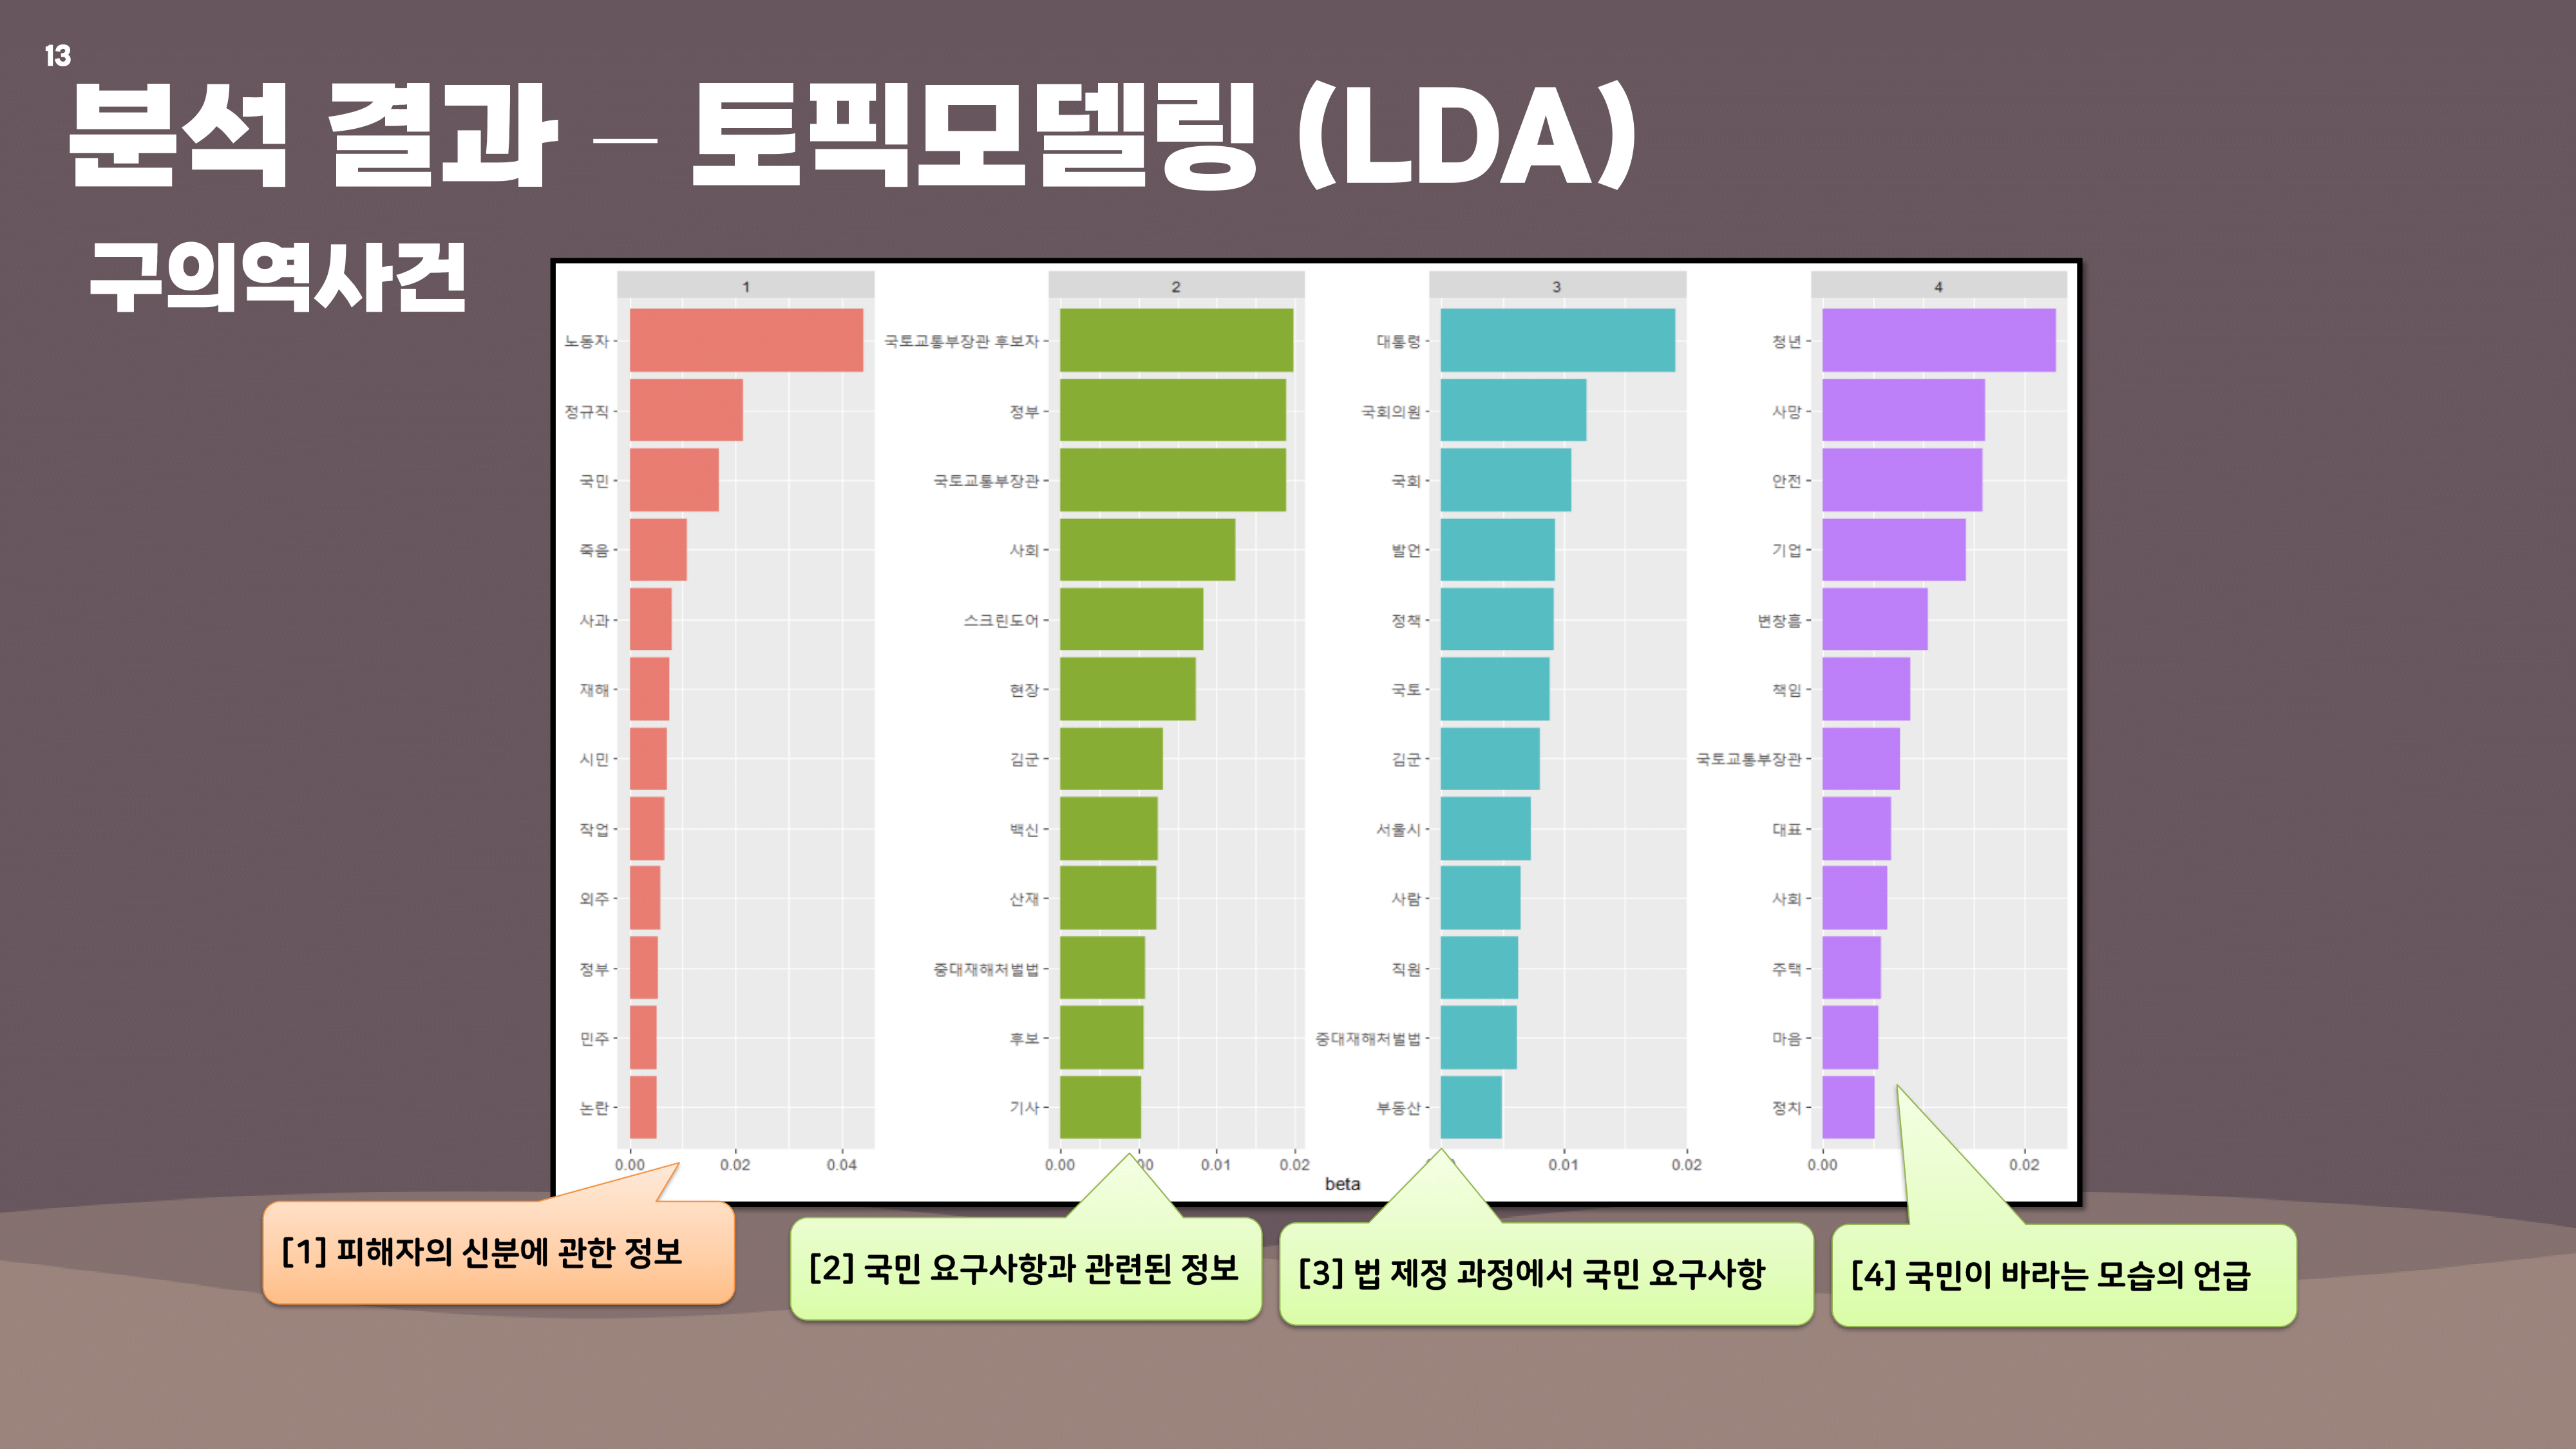 13
분석 결과 – 토픽모델링 (LDA)
구의역사건
1
노동자
정규직
국민
죽음
사과
재해
시민
작업
외주
정부
민주
논란
0.00 0.02 0.04
2
국토교통부장관 후보자
정부
국토교통부장관
사회
스크린도어
현장
김군
백신
산재
중대재해처벌법
후보
기사
0.00 0.01 0.02
3
대통령
국회의원
국회
발언
정책
국토
김군
서울시
사람
직원
중대재해처벌법
부동산
0.01 0.02
4
청년
사망
안전
기업
변창흠
책임
국토교통부장관
대표
사회
주택
마음
정치
0.00 0.02
beta
[1] 피해자의 신분에 관한 정보
[2] 국민 요구사항과 관련된 정보
[3] 법 제정 과정에서 국민 요구사항
[4] 국민이 바라는 모습의 언급